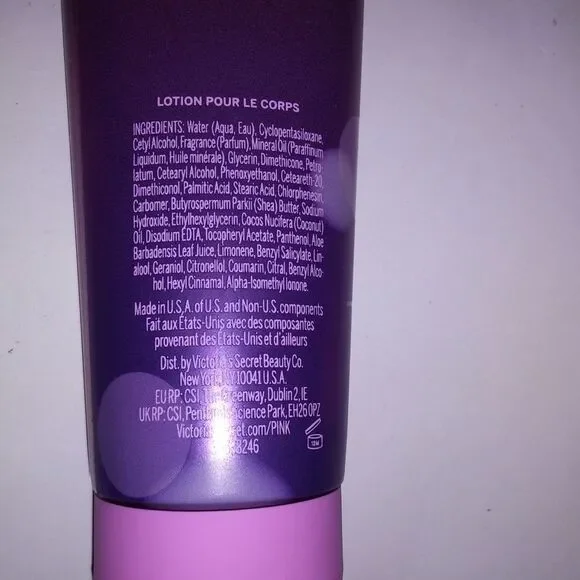 LOTION POUR LE CORPS
INGREDIENTS: Water (Aqua, Eau), Cyclopentasiloxane,
Cetyl Alcohol, Fragrance (Parfum), Mineral Oil (Paraffinum
Liquidum, Huile minérale), Glycerin, Dimethicone, Petro-
latum, Cetearyl Alcohol, Phenoxyethanol, Ceteareth-20,
Dimethiconol, Palmitic Acid, Stearic Acid, Chlorphenesin,
Carbomer, Butyrospermum Parkii (Shea) Butter, Sodium
Hydroxide, Ethylhexylglycerin, Cocos Nucifera (Coconut)
Oil, Disodium EDTA, Tocopheryl Acetate, Panthenol, Aloe
Barbadensis Leaf Juice, Limonene, Benzyl Salicylate, Lin-
alool, Geraniol, Citronellol, Coumarin, Citral, Benzyl Alco-
hol, Hexyl Cinnamal, Alpha-Isomethyl Ionone.
Made in U.S.A. of U.S. and Non-U.S. components
Fait aux États-Unis avec des composantes
provenant des États-Unis et d'ailleurs
Dist. by Victoria's Secret Beauty Co.
New York, NY 10041 U.S.A.
EU RP: CSI, Greenway, Dublin 2, IE
UK RP: CSI, Science Park, EH26 0PZ
/PINK
12M